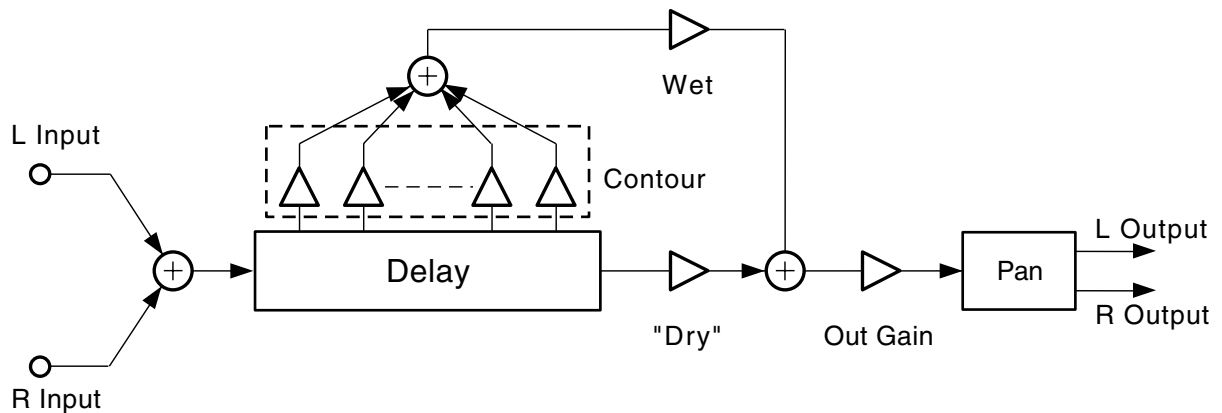 Wet
L Input
Contour
L Output
Delay
Pan
R Output
"Dry"
Out Gain
R Input